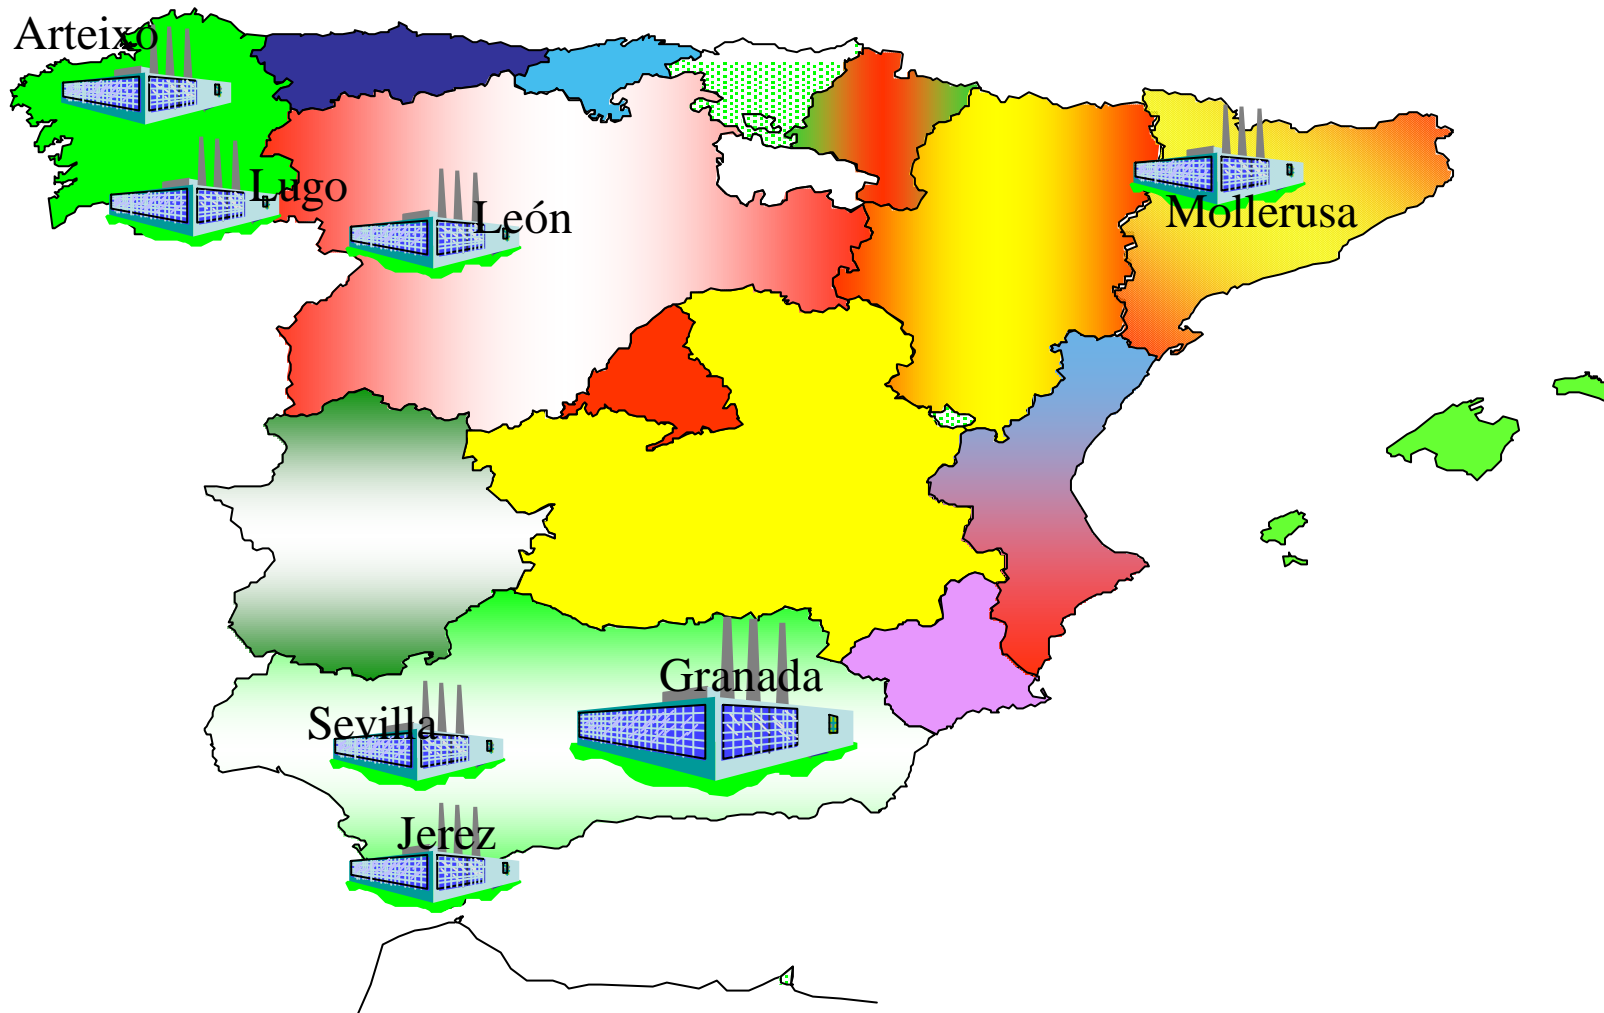 Arteixo
Lugo
León
Mollerusa
Granada
Sevilla
Jerez